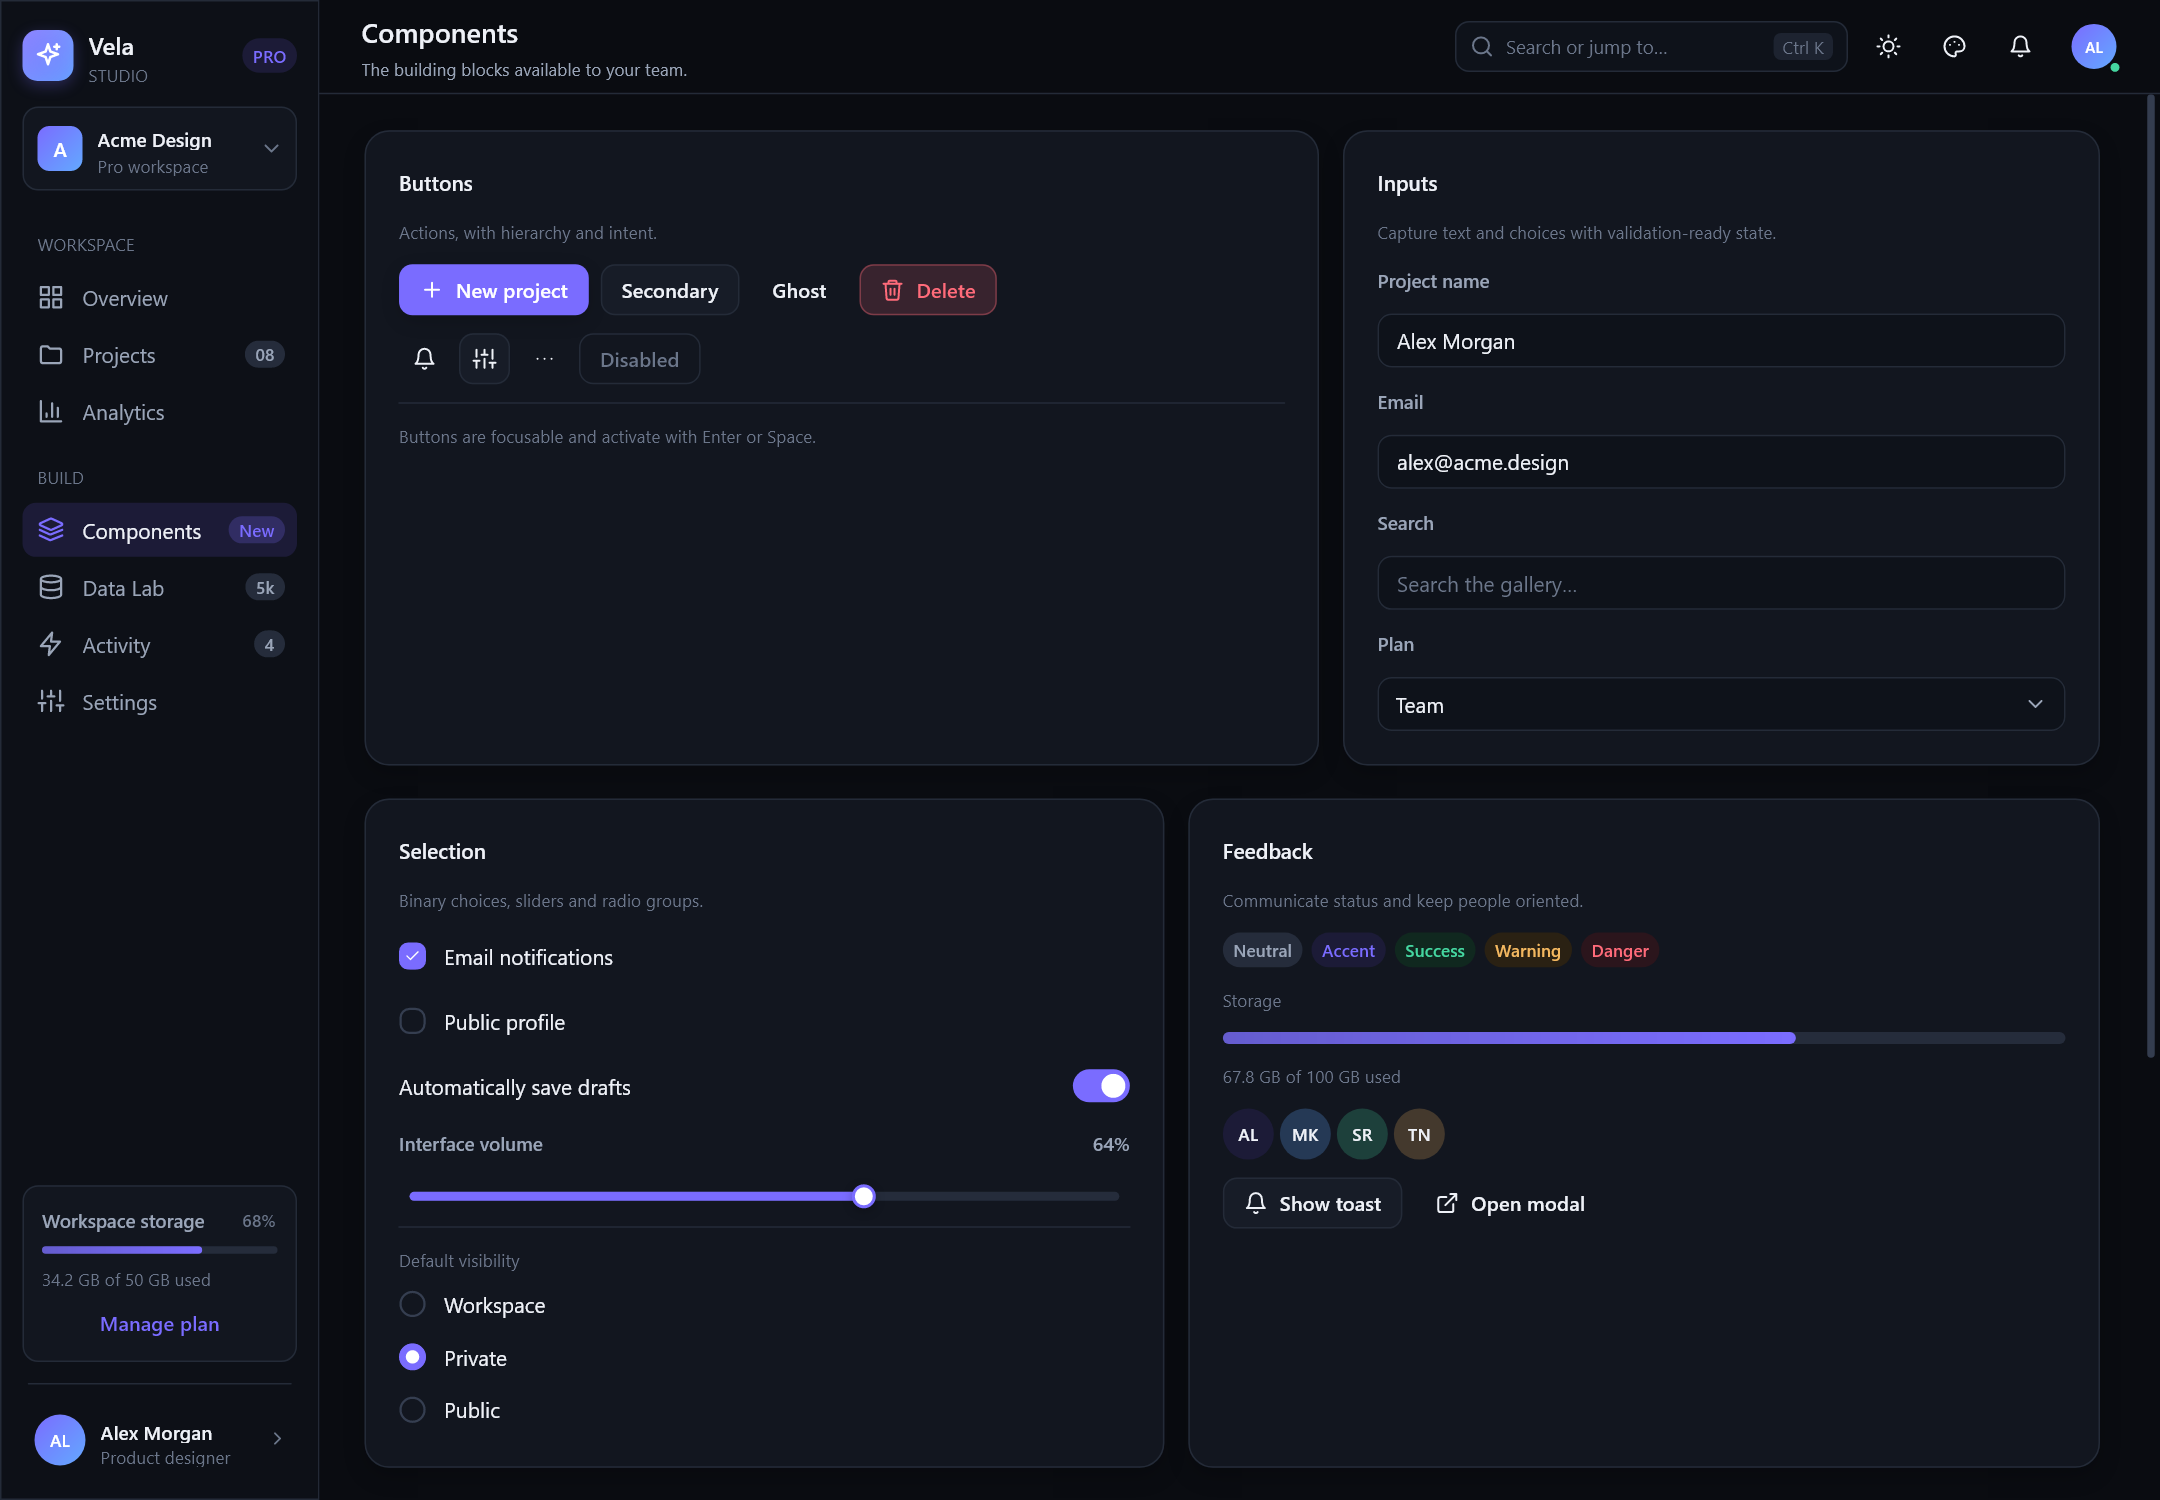 Vela
STUDIO
PRO
Acme Design
Pro workspace
WORKSPACE
Overview
Projects
08
Analytics
BUILD
Components
New
Data Lab
5k
Activity
4
Settings
Workspace storage
68%
34.2 GB of 50 GB used
Manage plan
AL
Alex Morgan
Product designer
Components
The building blocks available to your team.
Search or jump to...
Ctrl K
AL
Buttons
Actions, with hierarchy and intent.
New project
Secondary
Ghost
Delete
Disabled
Buttons are focusable and activate with Enter or Space.
Inputs
Capture text and choices with validation-ready state.
Project name
Alex Morgan
Email
alex@acme.design
Search
Search the gallery...
Plan
Team
Selection
Binary choices, sliders and radio groups.
Email notifications
Public profile
Automatically save drafts
Interface volume
64%
Default visibility
Workspace
Private
Public
Feedback
Communicate status and keep people oriented.
Neutral
Accent
Success
Warning
Danger
Storage
67.8 GB of 100 GB used
AL
MK
SR
TN
Show toast
Open modal
A